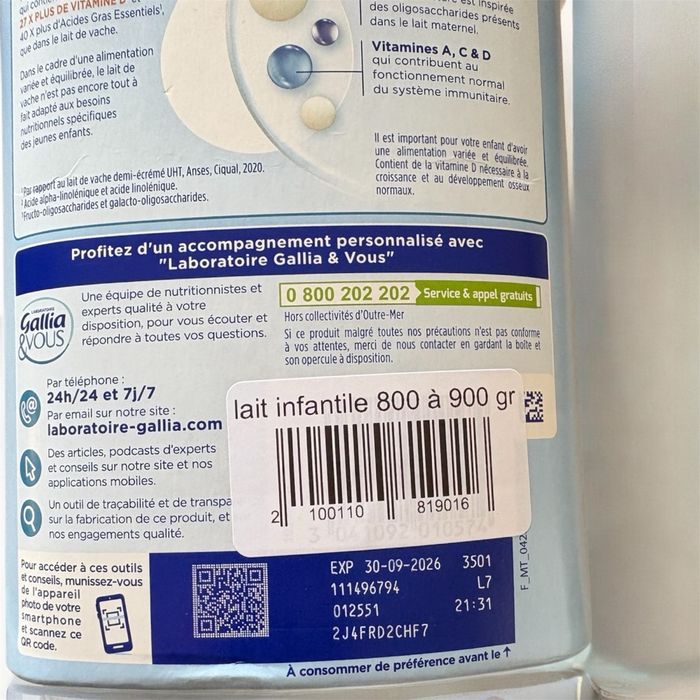 27 X PLUS DE VITAMINE D
40 X plus d'Acides Gras Essentiels²,
que dans le lait de vache.
Dans le cadre d'une alimentation
variée et équilibrée, le lait de
vache n'est pas encore tout à
fait adapté aux besoins
nutritionnels spécifiques
des jeunes enfants.
inspirée
des oligosaccharides présents
dans le lait maternel.
Vitamines A, C & D
qui contribuent au
fonctionnement normal
du système immunitaire.
Il est important pour votre enfant d'avoir
une alimentation variée et équilibrée.
Contient de la vitamine D nécessaire à la
croissance et au développement osseux
normaux.
¹Par rapport au lait de vache demi-écrémé UHT, Anses, Ciqual, 2020.
²Acide alpha-linolénique et acide linolénique.
³Fructo-oligosaccharides et galacto-oligosaccharides.
Profitez d'un accompagnement personnalisé avec
"Laboratoire Gallia & Vous"
LABORATOIRE
Gallia
&VOUS
Une équipe de nutritionnistes et
experts qualité à votre
disposition, pour vous écouter et
répondre à toutes vos questions.
0 800 202 202 Service & appel gratuits
Hors collectivités d'Outre-Mer
Si ce produit malgré toutes nos précautions n'est pas conforme
à vos attentes, merci de nous contacter en gardant la boîte et
son opercule à disposition.
Par téléphone :
24h/24 et 7j/7
Par email sur notre site :
laboratoire-gallia.com
Des articles, podcasts d'experts
et conseils sur notre site et nos
applications mobiles.
Un outil de traçabilité et de transpa
sur la fabrication de ce produit, et
nos engagements qualité.
lait infantile 800 à 900 gr
2 100110 819016
3 041092 010574
Pour accéder à ces outils
et conseils, munissez-vous
de l'appareil
photo de votre
smartphone
et scannez ce
QR code.
EXP 30-09-2026 3501
111496794 L7
012551 21:31
2J4FRD2CHF7
F_MT_042
À consommer de préférence avant le ↑